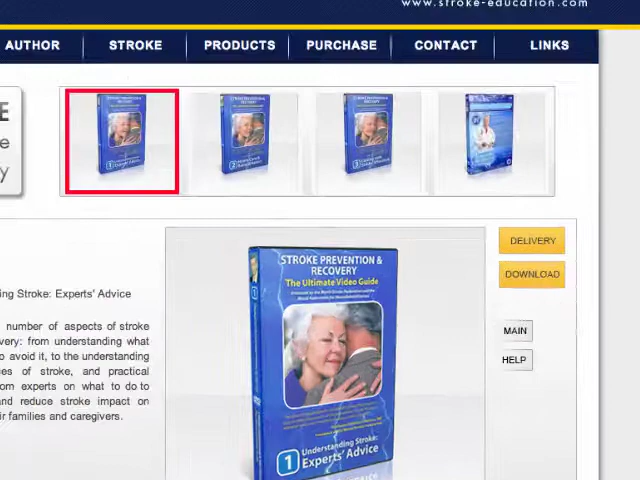 www.stroke-education.com
AUTHOR
STROKE
PRODUCTS
PURCHASE
CONTACT
LINKS
E
e
y
DELIVERY
DOWNLOAD
MAIN
HELP
ing Stroke: Experts' Advice
number of aspects of stroke
very: from understanding what
o avoid it, to the understanding
es of stroke, and practical
om experts on what to do to
and reduce stroke impact on
ir families and caregivers.
STROKE PREVENTION &
RECOVERY
The Ultimate Video Guide
1
Understanding Stroke:
Experts' Advice